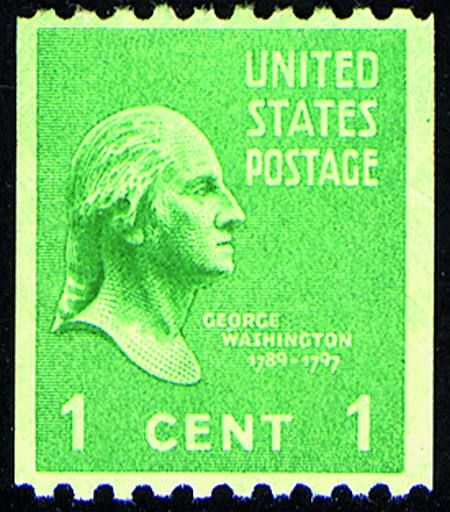 UNITED
STATES
POSTAGE
GEORGE
WASHINGTON
1789-1797
1 CENT 1